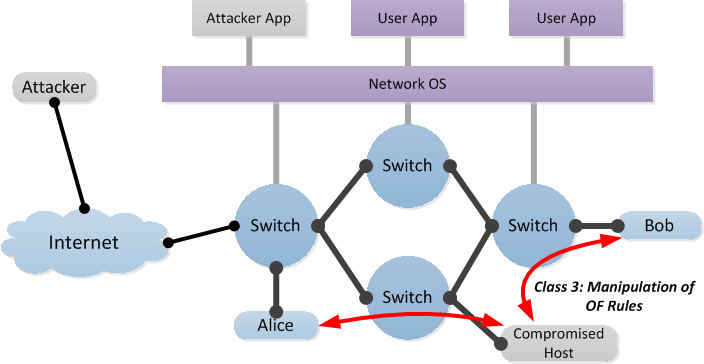 Attacker App
User App
User App
Network OS
Attacker
Switch
Switch
Switch
Bob
Internet
Class 3: Manipulation of
OF Rules
Switch
Alice
Compromised
Host